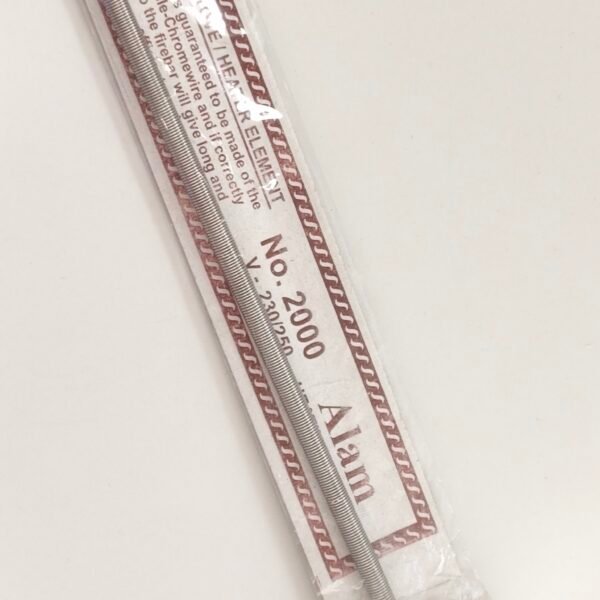 OVE / HEATER ELEMENT
s guaranteed to be made of the
le-Chromewire and if correctly
o the firebar will give long and
No. 2000
V - 230/250
Alam